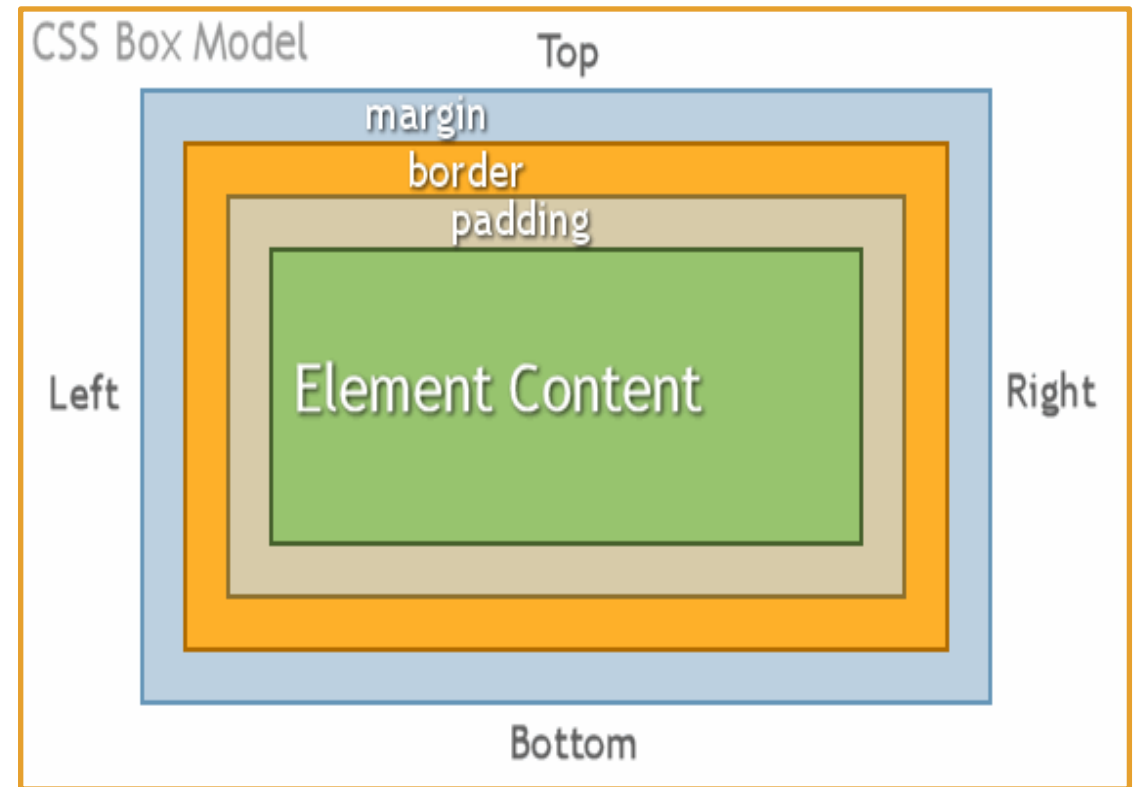 CSS Box Model
Top
margin
border
padding
Left
Element Content
Right
Bottom